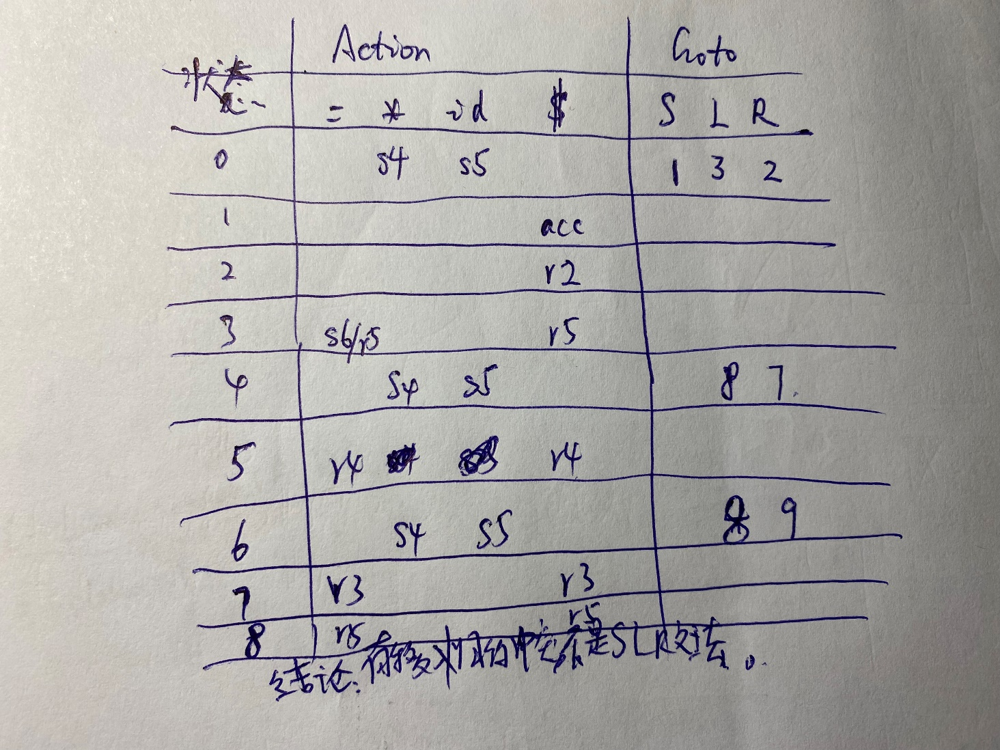 Action Goto
状态 = * id $ S L R
0 s4 s5 1 3 2
1 acc
2 r2
3 s6/r5 r5
4 s4 s5 8 7.
5 r4 r4
6 s4 s5 8 9
7 r3 r3
8 r5 r5
结论:有移进归约冲突不是SLR文法。